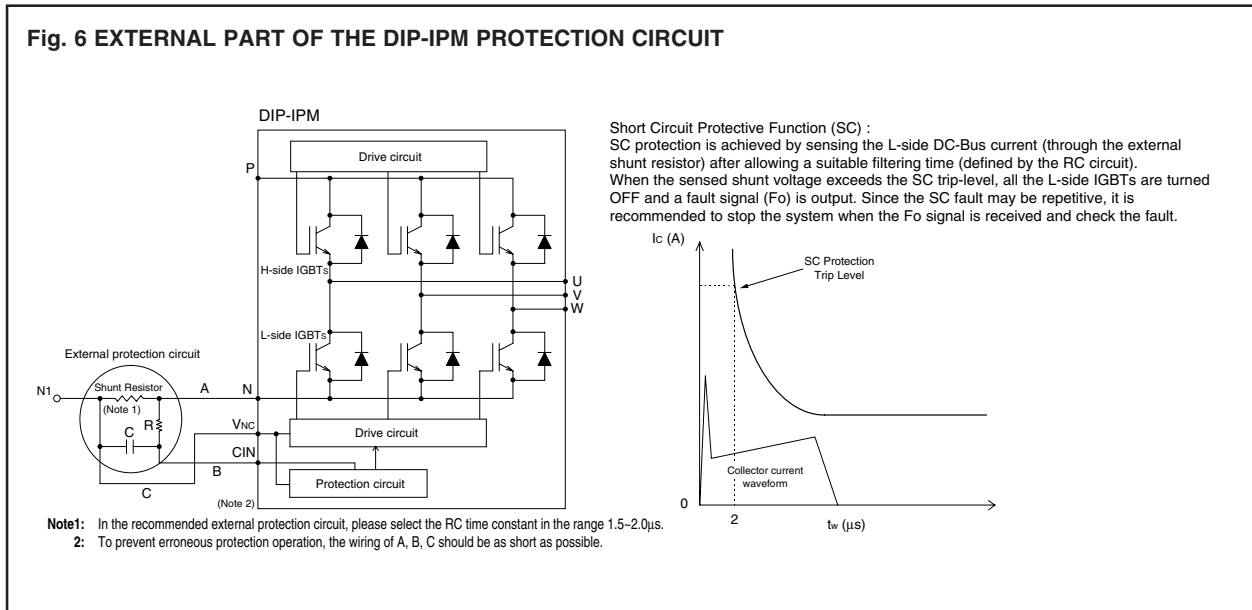 Fig. 6 EXTERNAL PART OF THE DIP-IPM PROTECTION CIRCUIT
DIP-IPM
Drive circuit
P
H-side IGBTs
U
V
W
L-side IGBTs
External protection circuit
N1
Shunt Resistor
(Note 1)
A
N
R
C
VNC
Drive circuit
CIN
B
C
Protection circuit
(Note 2)
Short Circuit Protective Function (SC) :
SC protection is achieved by sensing the L-side DC-Bus current (through the external
shunt resistor) after allowing a suitable filtering time (defined by the RC circuit).
When the sensed shunt voltage exceeds the SC trip-level, all the L-side IGBTs are turned
OFF and a fault signal (Fo) is output. Since the SC fault may be repetitive, it is
recommended to stop the system when the Fo signal is received and check the fault.
Ic (A)
SC Protection
Trip Level
Collector current
waveform
0
2
tw (μs)
Note1: In the recommended external protection circuit, please select the RC time constant in the range 1.5~2.0μs.
2: To prevent erroneous protection operation, the wiring of A, B, C should be as short as possible.